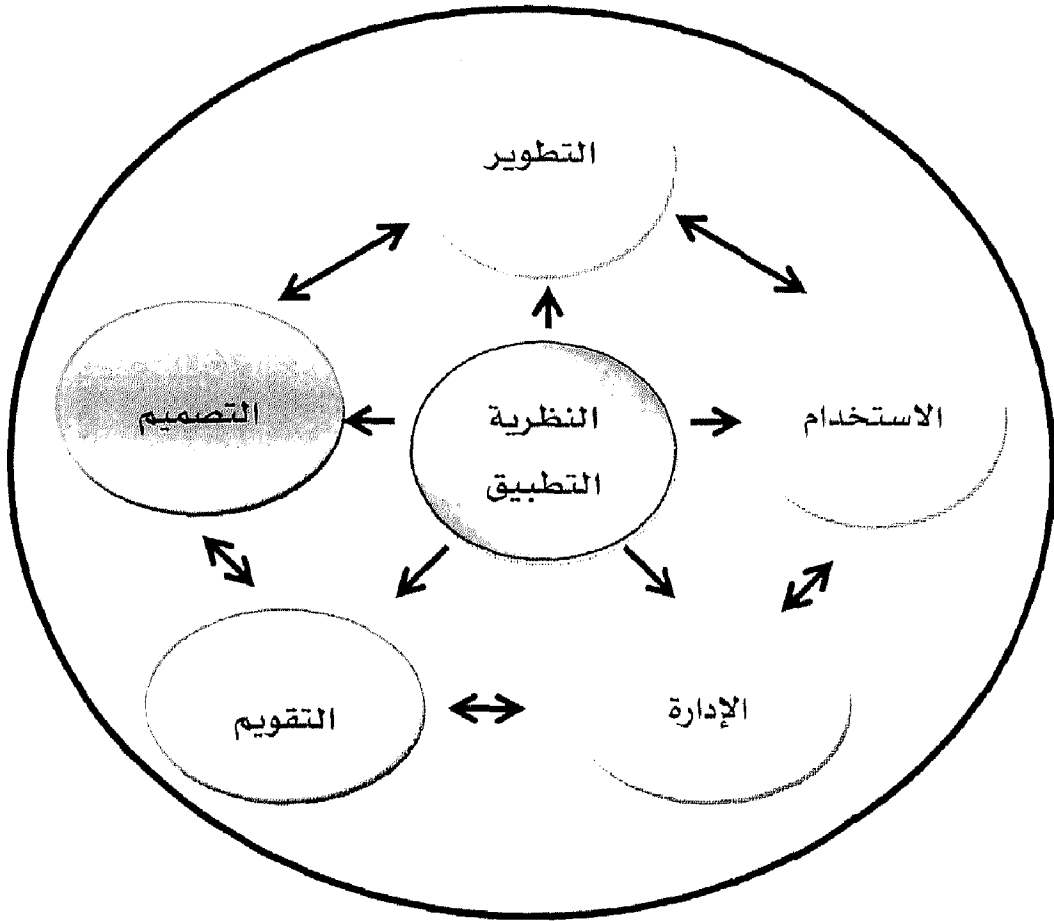 التطوير
التصميم
النظرية
التطبيق
الاستخدام
التقويم
الإدارة